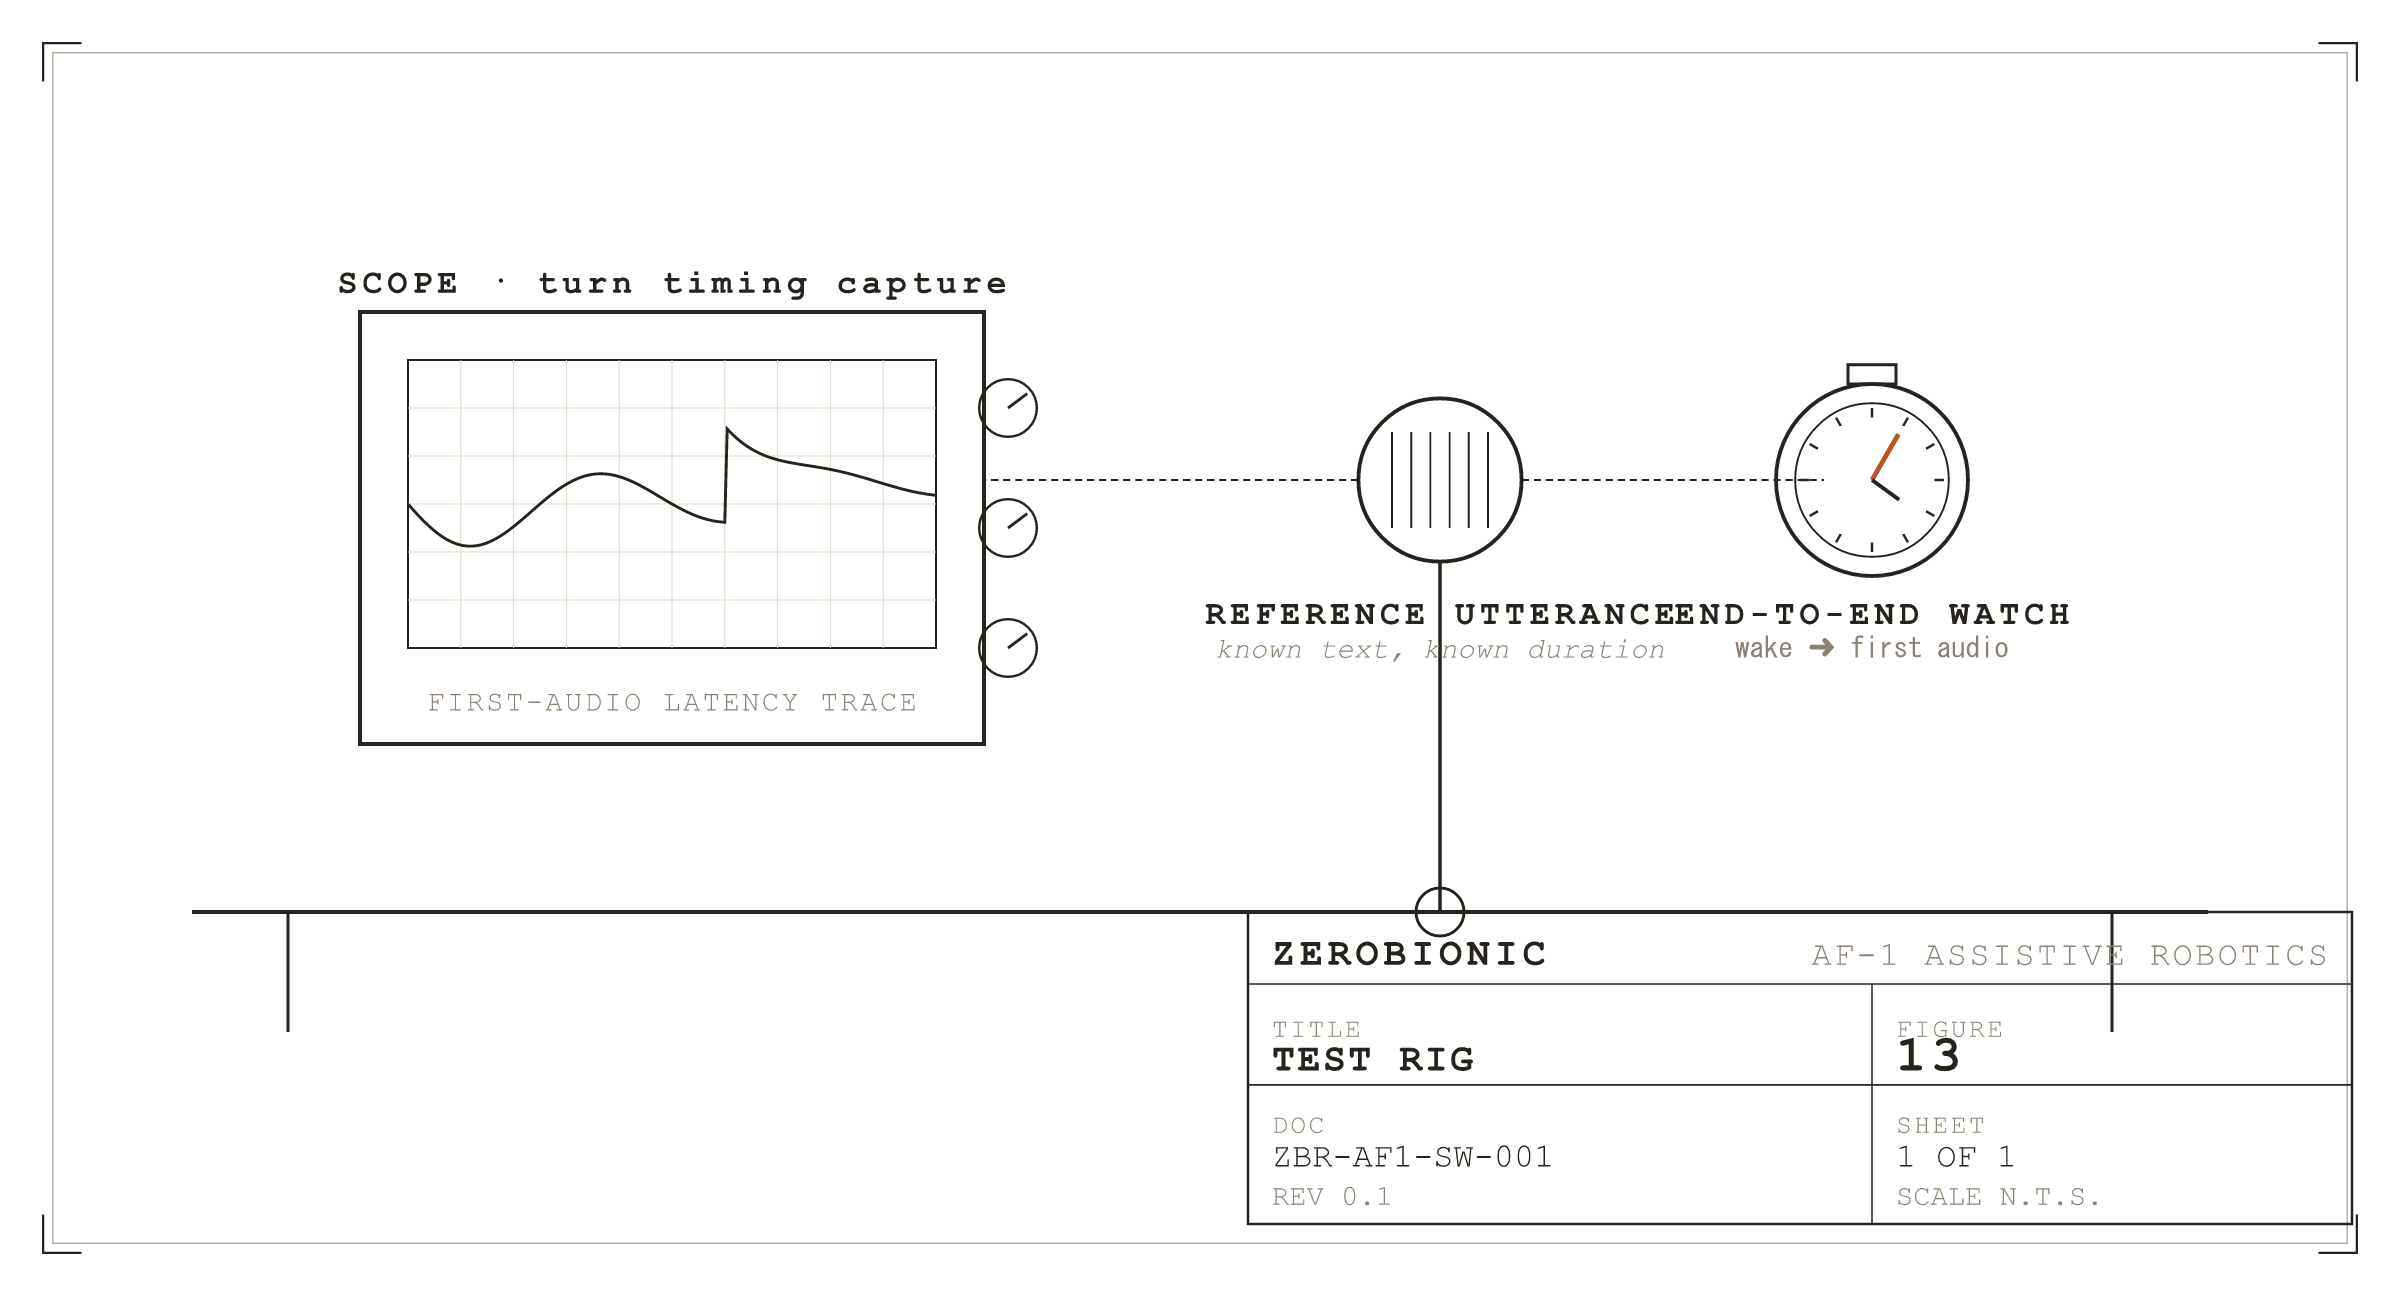 SCOPE · turn timing capture
FIRST-AUDIO LATENCY TRACE
REFERENCE UTTERANCE
known text, known duration
END-TO-END WATCH
wake ➜ first audio
ZEROBIONIC
AF-1 ASSISTIVE ROBOTICS
TITLE
TEST RIG
FIGURE
13
DOC
ZBR-AF1-SW-001
REV 0.1
SHEET
1 OF 1
SCALE N.T.S.